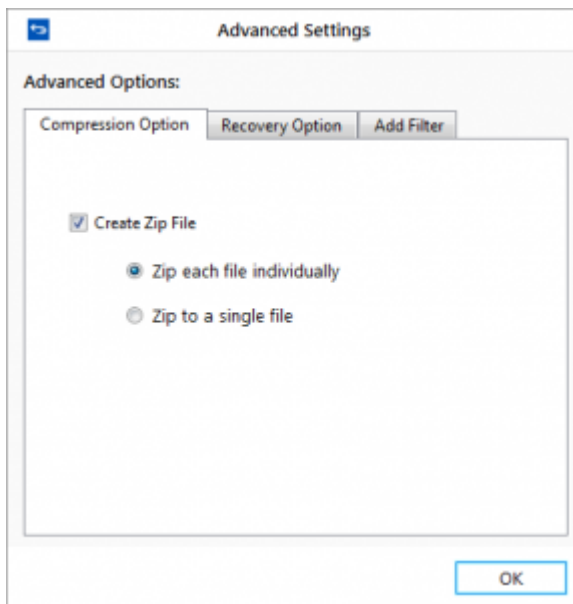 Advanced Settings
Advanced Options:
Compression Option Recovery Option Add Filter
Create Zip File
Zip each file individually
Zip to a single file
OK